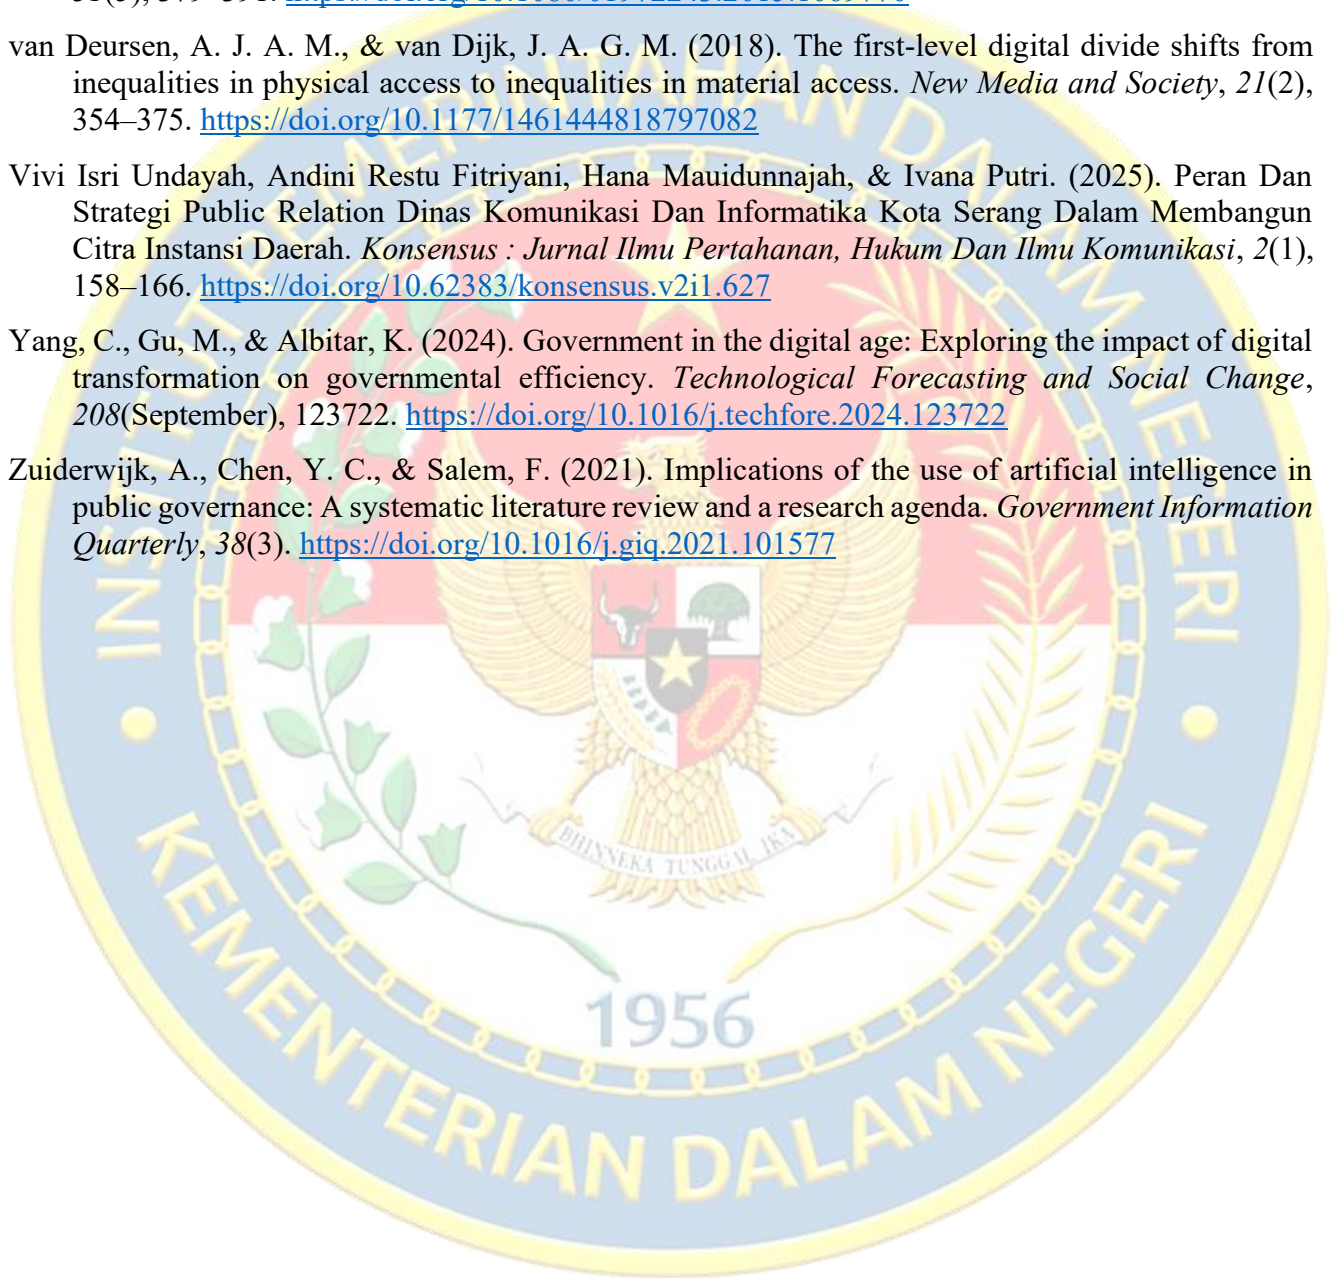 van Deursen, A. J. A. M., & van Dijk, J. A. G. M. (2018). The first-level digital divide shifts from
inequalities in physical access to inequalities in material access. New Media and Society, 21(2),
354–375. https://doi.org/10.1177/1461444818797082
Vivi Isri Undayah, Andini Restu Fitriyani, Hana Mauidunnajah, & Ivana Putri. (2025). Peran Dan
Strategi Public Relation Dinas Komunikasi Dan Informatika Kota Serang Dalam Membangun
Citra Instansi Daerah. Konsensus : Jurnal Ilmu Pertahanan, Hukum Dan Ilmu Komunikasi, 2(1),
158–166. https://doi.org/10.62383/konsensus.v2i1.627
Yang, C., Gu, M., & Albitar, K. (2024). Government in the digital age: Exploring the impact of digital
transformation on governmental efficiency. Technological Forecasting and Social Change,
208(September), 123722. https://doi.org/10.1016/j.techfore.2024.123722
Zuiderwijk, A., Chen, Y. C., & Salem, F. (2021). Implications of the use of artificial intelligence in
public governance: A systematic literature review and a research agenda. Government Information
Quarterly, 38(3). https://doi.org/10.1016/j.giq.2021.101577
INSTITUT PEMERINTAHAN DALAM NEGERI
BHINNEKA TUNGGAL IKA
1956
KEMENTERIAN DALAM NEGERI